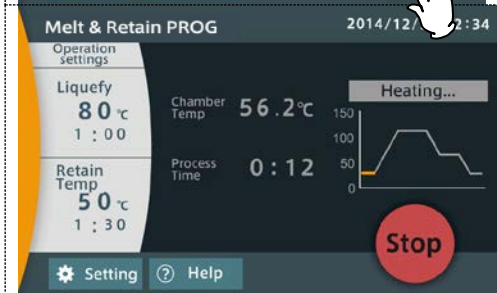 Melt & Retain PROG
2014/12/ 2:34
Operation
settings
Liquefy
80℃
1:00
Retain
Temp
50℃
1:30
Chamber
Temp
56.2℃
Process
Time
0:12
Heating...
150
100
50
0
Stop
Setting
? Help